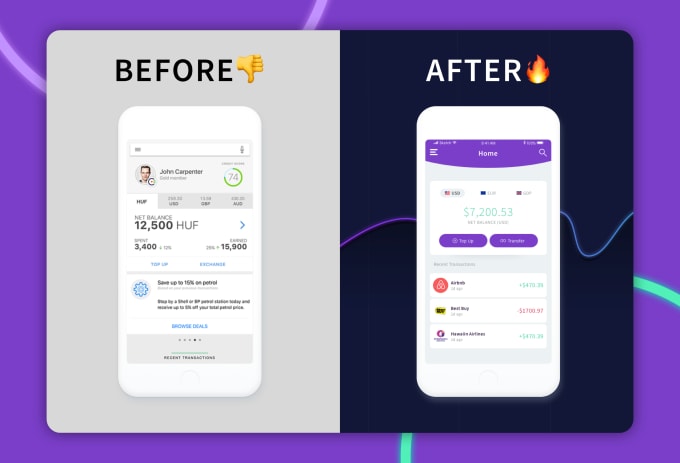 BEFORE
AFTER
John Carpenter
Gold member
CREDIT SCORE
74
HUF
USD
GBP
AUD
NET BALANCE
12,500 HUF
SPENT
EARNED
3,400
15,900
TOP UP
EXCHANGE
Save up to 15% on petrol
Stop by a Shell or BP petrol station today and
receive up to 5% off your total petrol price.
BROWSE DEALS
RECENT TRANSACTIONS
9:41 AM
Home
USD
EUR
$7,200.53
NET BALANCE (USD)
Top Up
Transfer
Recent Transactions
Airbnb
+$470.39
Best Buy
-$1700.97
Hawaiin Airlines
+$470.39